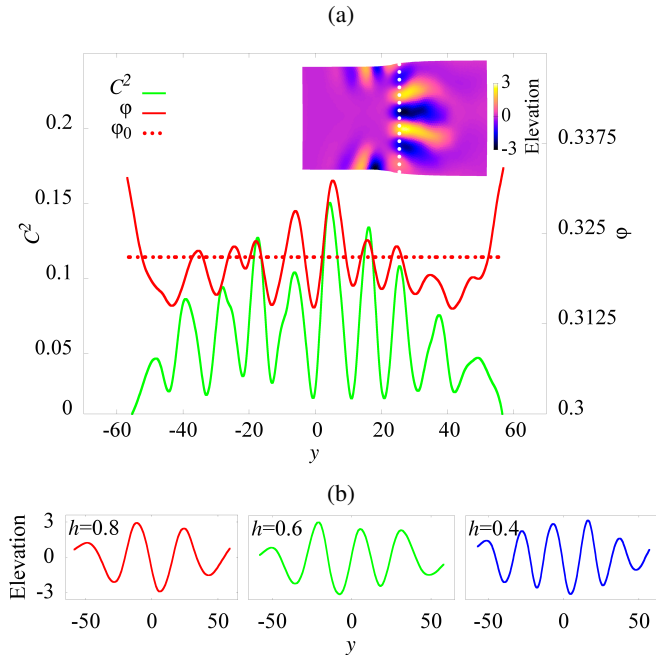 (a)
C²
φ
φ₀
3
0
-3
Elevation
0.2
0.15
0.1
0.05
0
C²
0.3375
0.325
0.3125
0.3
φ
-60 -40 -20 0 20 40 60
y
(b)
h=0.8 h=0.6 h=0.4
3
0
-3
Elevation
-50 0 50 -50 0 50 -50 0 50
y